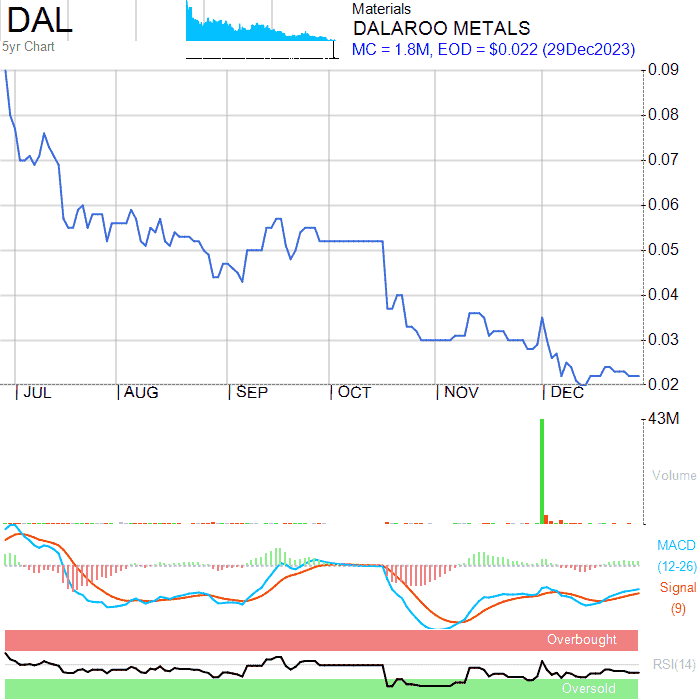 DAL
5yr Chart
Materials
DALAROO METALS
MC = 1.8M, EOD = $0.022 (29Dec2023)
0.09
0.08
0.07
0.06
0.05
0.04
0.03
0.02
JUL AUG SEP OCT NOV DEC
43M
Volume
MACD
(12-26)
Signal
(9)
Overbought
RSI(14)
Oversold